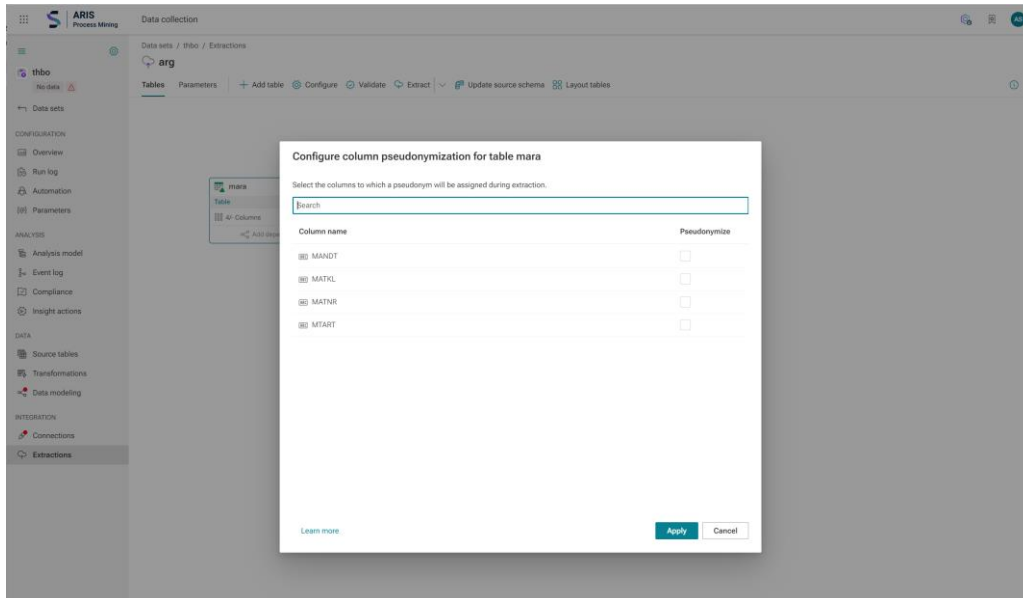 ARIS
Process Mining
Data collection
thbo
No data
Data sets
CONFIGURATION
Overview
Run log
Automation
Parameters
ANALYSIS
Analysis model
Event log
Compliance
Insight actions
DATA
Source tables
Transformations
Data modeling
INTEGRATION
Connections
Extractions
Data sets / thbo / Extractions
arg
Tables Parameters Add table Configure Validate Extract Update source schema Layout tables
mara
Table
Columns
Add
Configure column pseudonymization for table mara
Select the columns to which a pseudonym will be assigned during extraction.
Search
Column name Pseudonymize
MANDT
MATKL
MATNR
MTART
Learn more
Apply Cancel